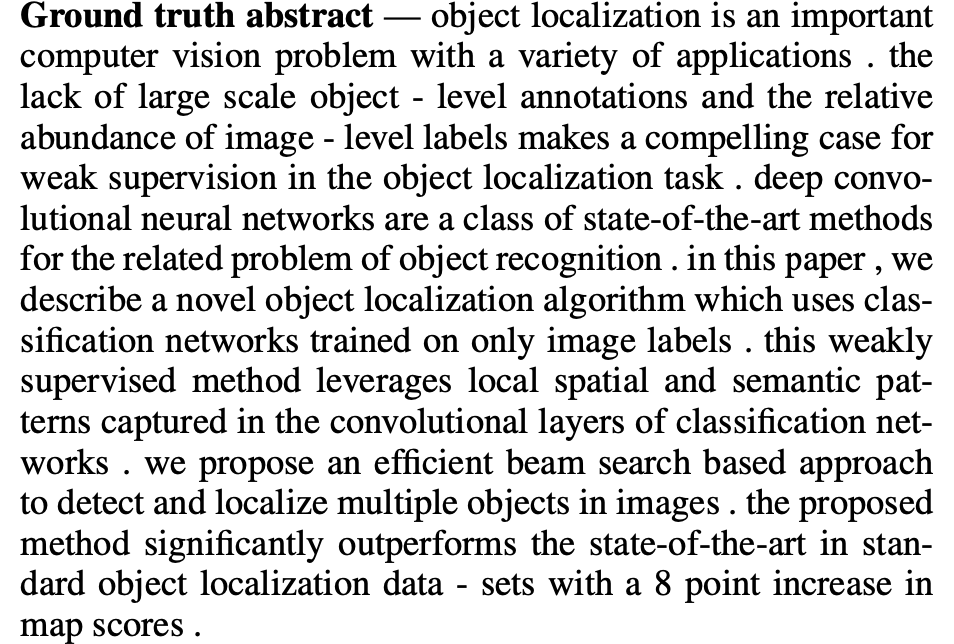 Ground truth abstract — object localization is an important
computer vision problem with a variety of applications . the
lack of large scale object - level annotations and the relative
abundance of image - level labels makes a compelling case for
weak supervision in the object localization task . deep convo-
lutional neural networks are a class of state-of-the-art methods
for the related problem of object recognition . in this paper , we
describe a novel object localization algorithm which uses clas-
sification networks trained on only image labels . this weakly
supervised method leverages local spatial and semantic pat-
terns captured in the convolutional layers of classification net-
works . we propose an efficient beam search based approach
to detect and localize multiple objects in images . the proposed
method significantly outperforms the state-of-the-art in stan-
dard object localization data - sets with a 8 point increase in
map scores .